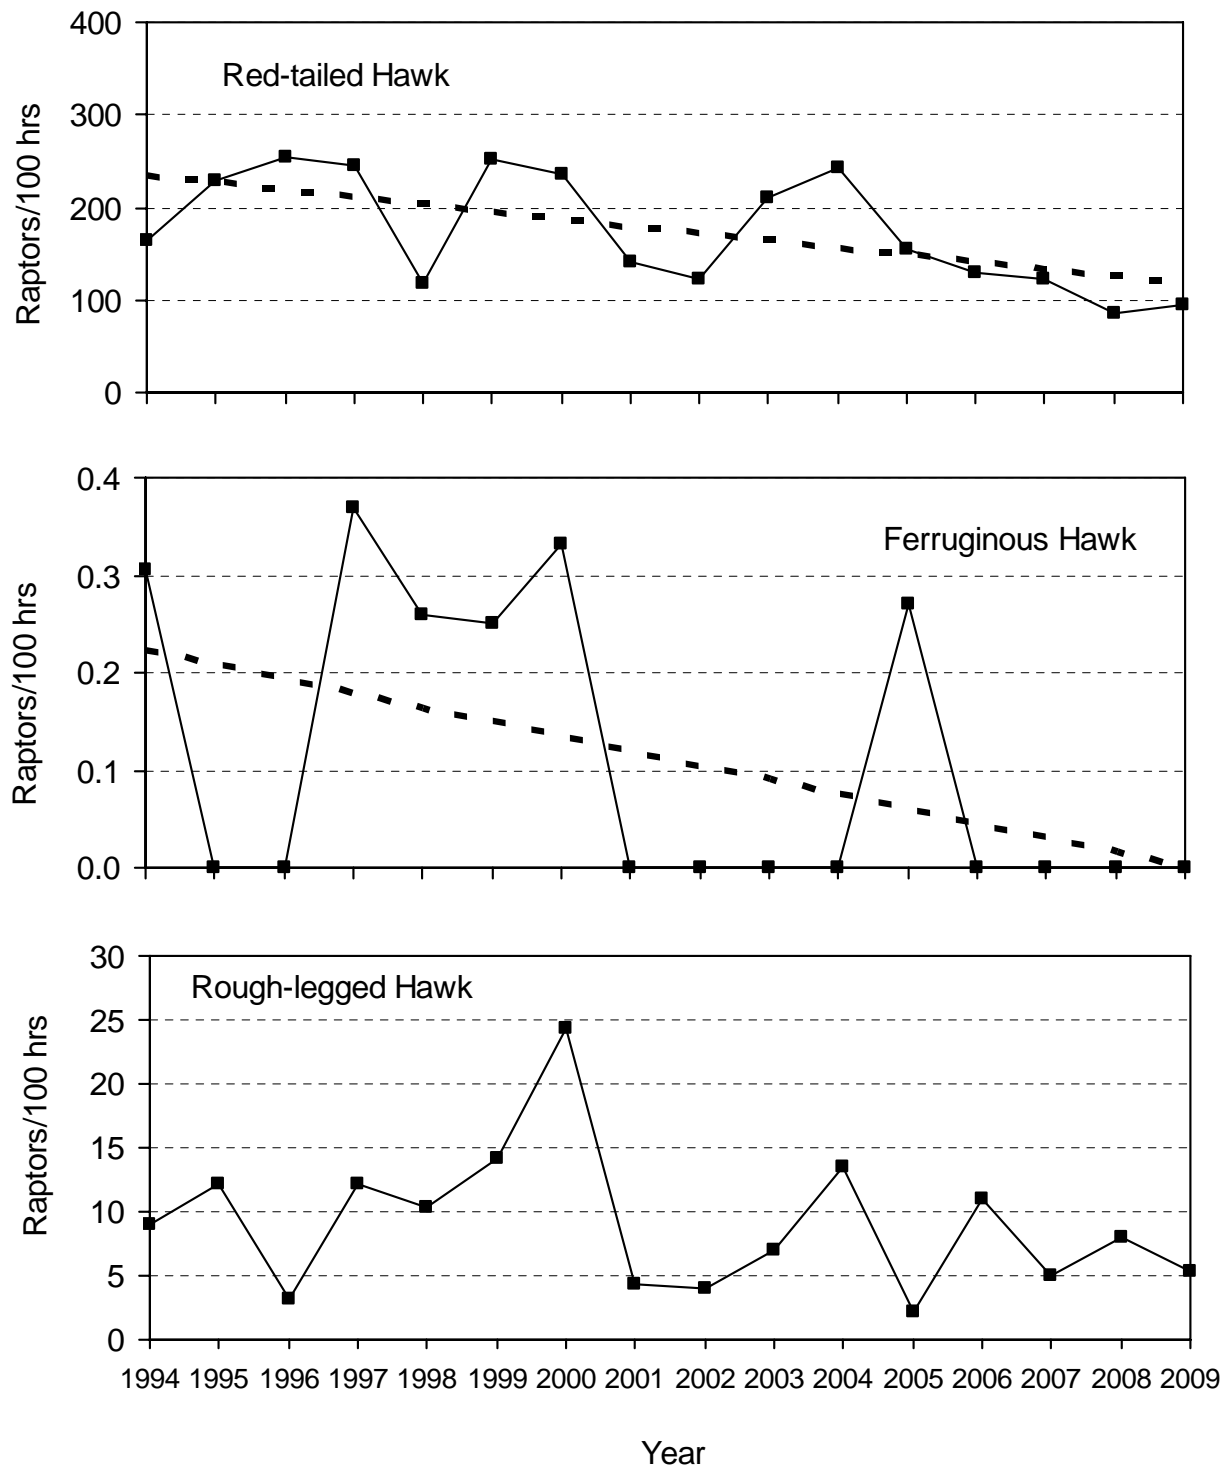 400
Red-tailed Hawk
300
200
100
0
Raptors/100 hrs
0.4
Ferruginous Hawk
0.3
0.2
0.1
0.0
Raptors/100 hrs
30
Rough-legged Hawk
25
20
15
10
5
0
Raptors/100 hrs
1994 1995 1996 1997 1998 1999 2000 2001 2002 2003 2004 2005 2006 2007 2008 2009
Year